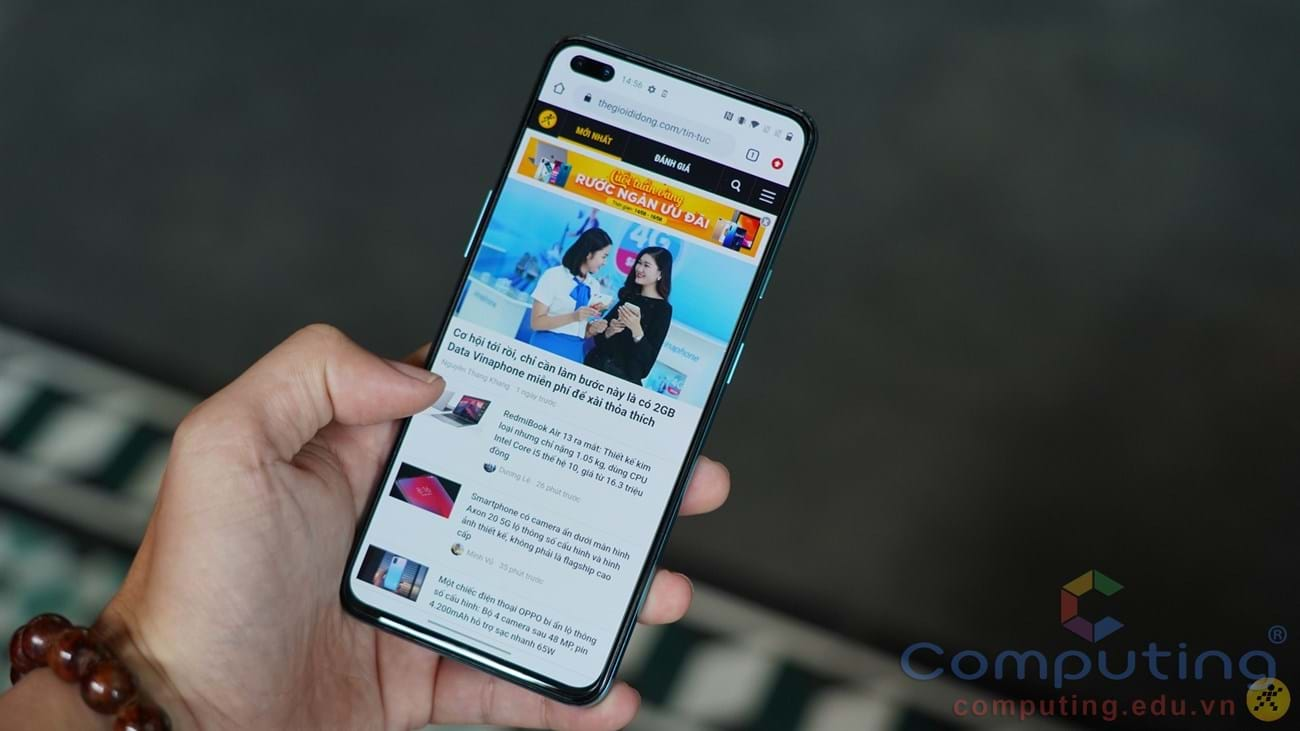 14:56
thegioididong.com/tin-tuc
1
MỚI NHẤT
ĐÁNH GIÁ
Cuối tuần vàng
RƯỚC NGÀN ƯU ĐÃI
4G
Cơ hội tới rồi, chỉ cần làm bước này là có 2GB
Data Vinaphone miễn phí để xài thỏa thích
Nguyễn Thang Khang 1 ngày trước
RedmiBook Air 13 ra mắt: Thiết kế kim
loại nhưng chỉ nặng 1.05 kg, dùng CPU
Intel Core i5 thế hệ 10, giá từ 16.3 triệu
đồng
Dương Lê 26 phút trước
Smartphone có camera ẩn dưới màn hình
Axon 20 5G lộ thông số cấu hình và hình
ảnh thiết kế, không phải là flagship cao
cấp
Minh Vũ 35 phút trước
Một chiếc điện thoại OPPO bí ẩn lộ thông
số cấu hình: Bộ 4 camera sau 48 MP, pin
4.200mAh hỗ trợ sạc nhanh 65W
Computing®
computing.edu.vn